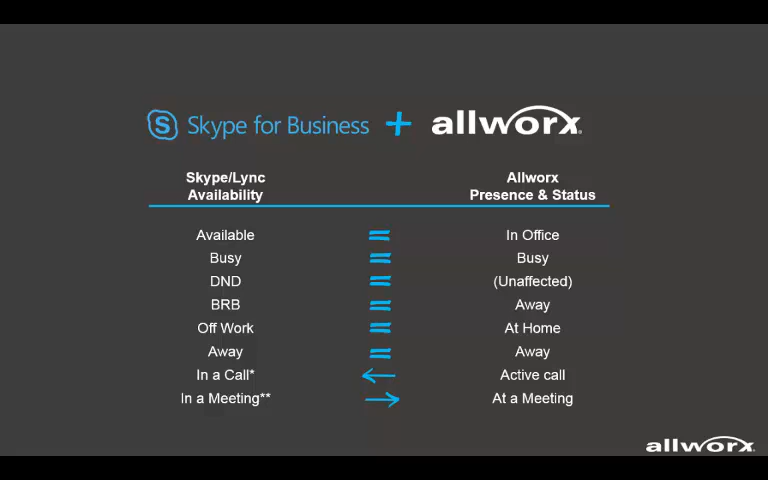 Skype for Business + allworx
Skype/Lync Allworx
Availability Presence & Status
Available = In Office
Busy = Busy
DND = (Unaffected)
BRB = Away
Off Work = At Home
Away = Away
In a Call* ← Active call
In a Meeting** → At a Meeting
allworx